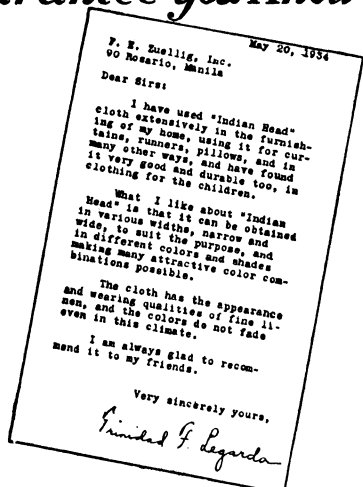 May 20, 1934
F. E. Zuellig, Inc.
90 Rosario, Manila
Dear Sirs:
I have used "Indian Head"
cloth extensively in the furnish-
ing of my home, using it for cur-
tains, runners, pillows, and in
many other ways, and have found
it very good and durable too, in
clothing for the children.
What I like about "Indian
Head" is that it can be obtained
in various widths, narrow and
wide, to suit the purpose, and
in different colors and shades
making many attractive color com-
binations possible.
The cloth has the appearance
and wearing qualities of fine li-
nen, and the colors do not fade
even in this climate.
I am always glad to recom-
mend it to my friends.
Very sincerely yours,
Trinidad F. Legarda